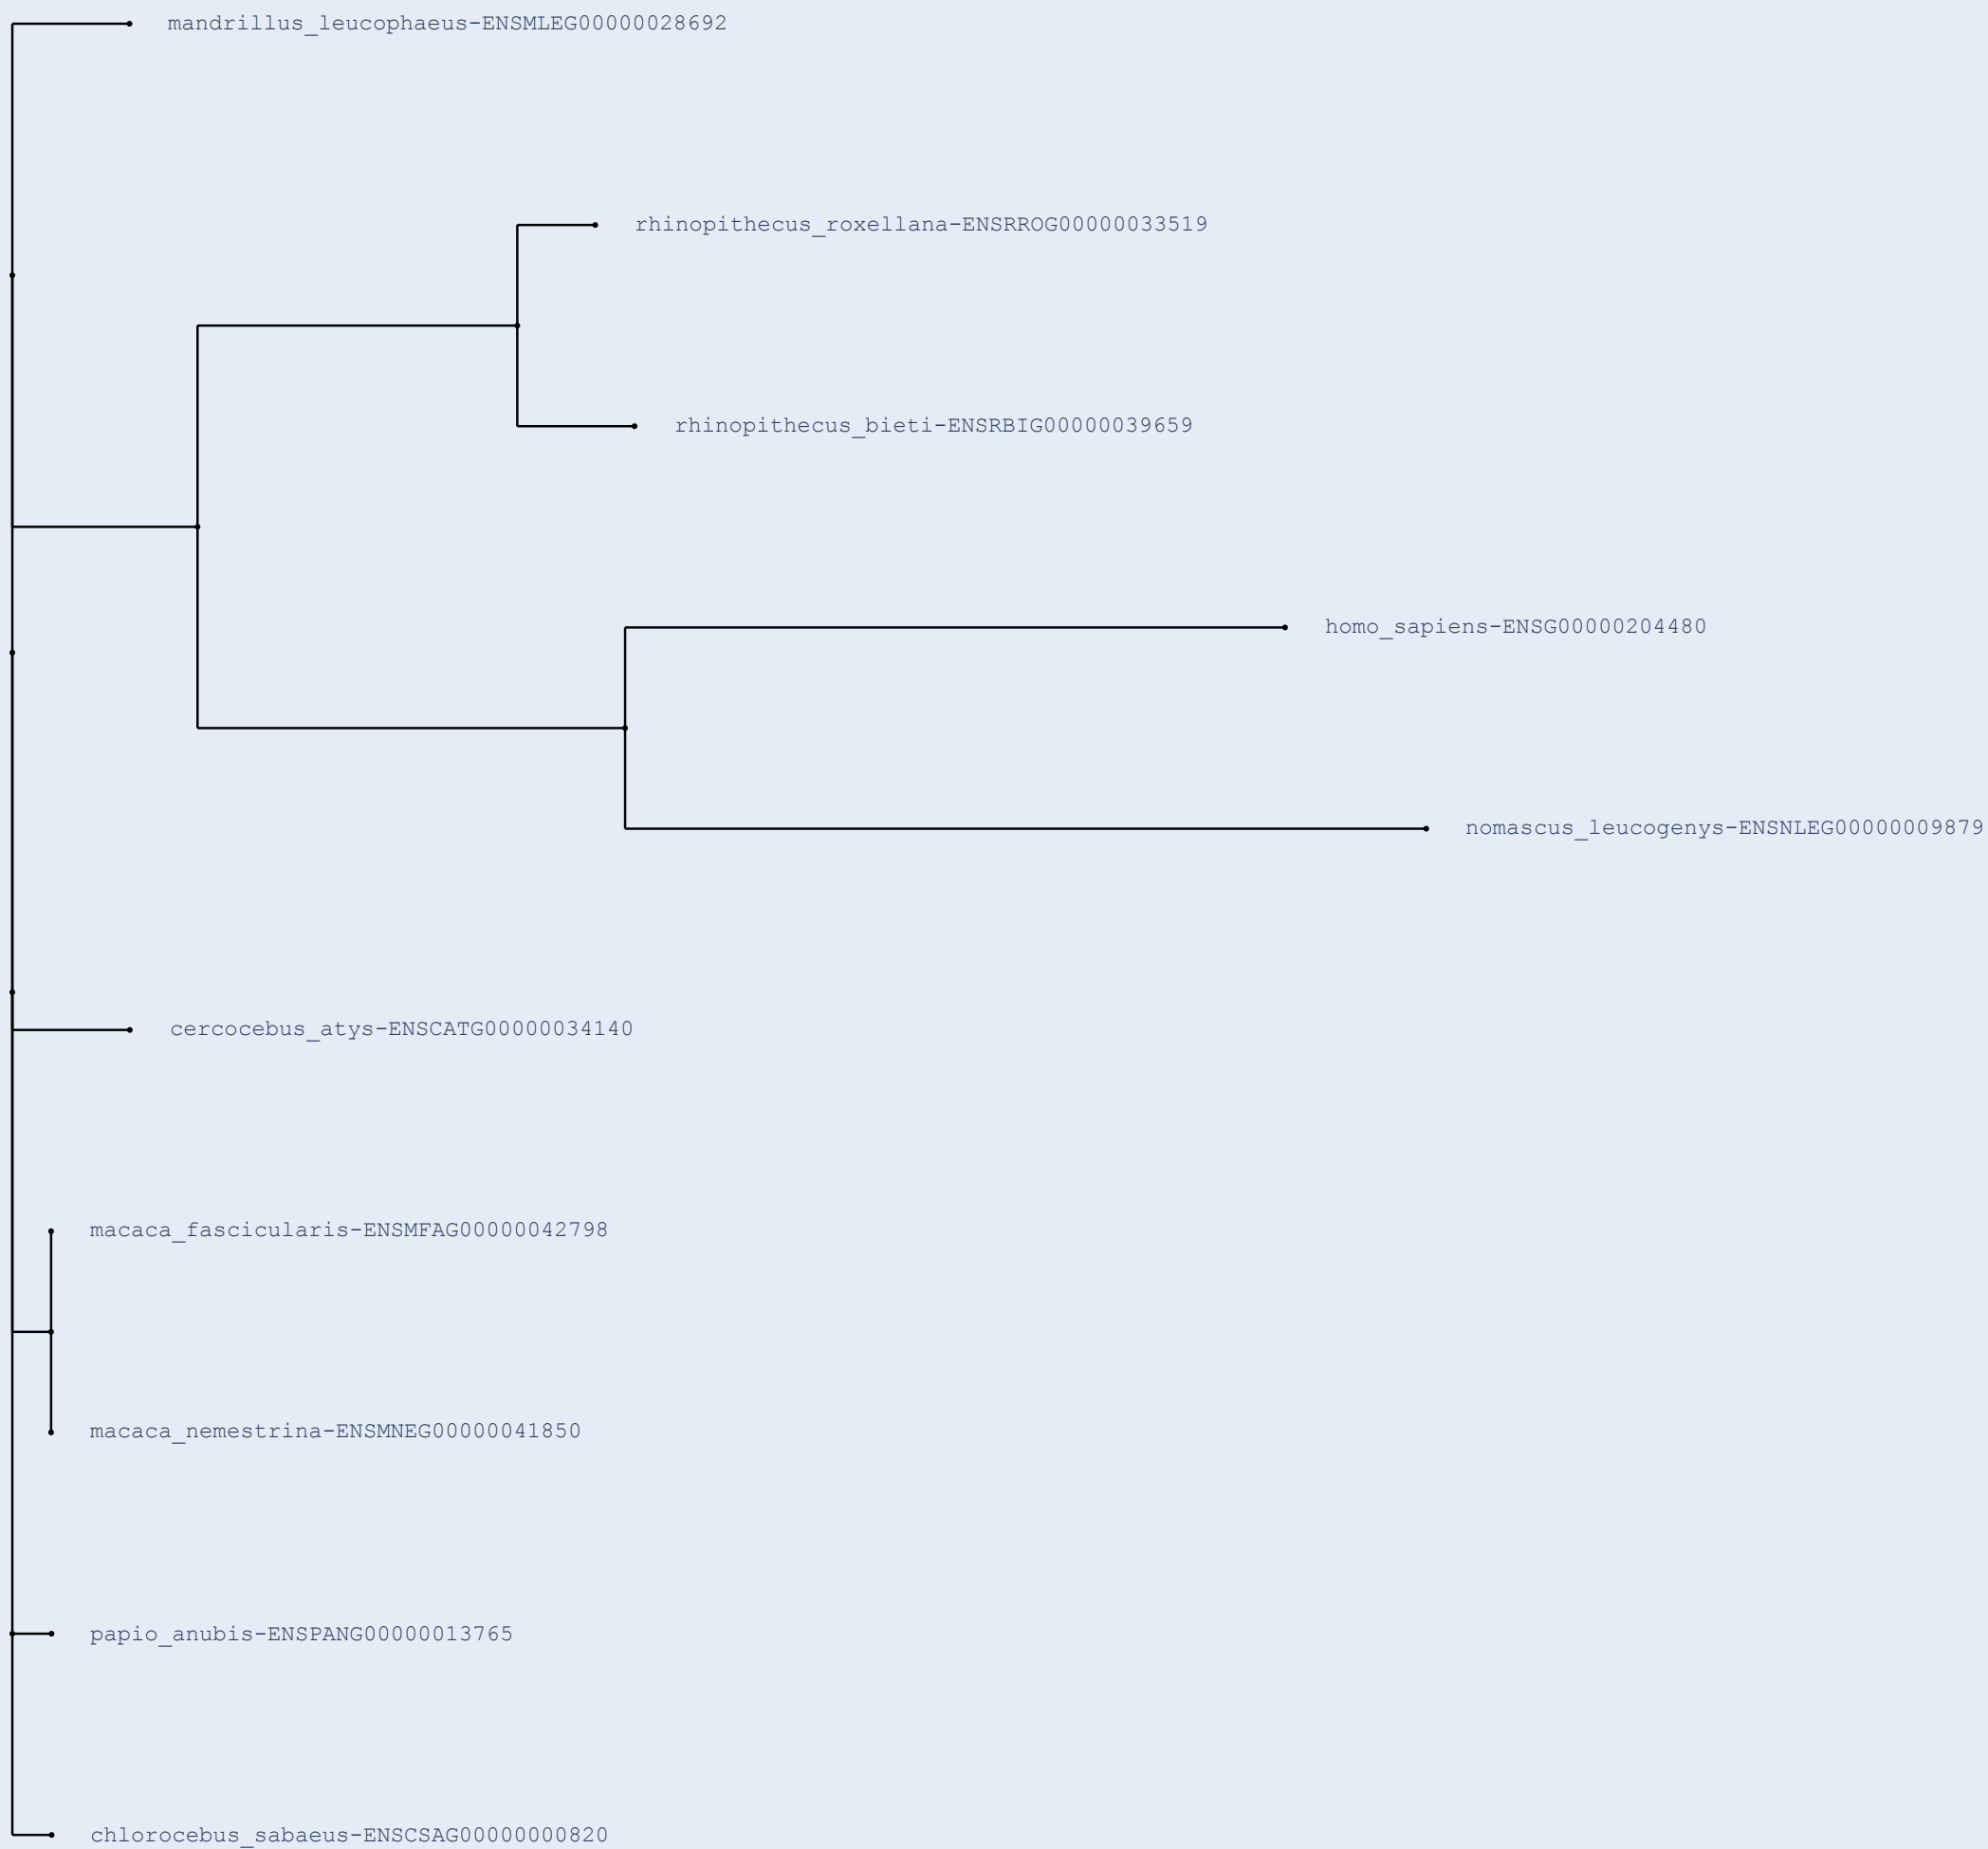 mandrillus_leucophaeus-ENSMLEG00000028692
rhinopithecus_roxellana-ENSRROG00000033519
rhinopithecus_bieti-ENSRBIG00000039659
homo_sapiens-ENSG00000204480
nomascus_leucogenys-ENSNLEG00000009879
cercocebus_atys-ENSCATG00000034140
macaca_fascicularis-ENSMFAG00000042798
macaca_nemestrina-ENSMNEG00000041850
papio_anubis-ENSPANG00000013765
chlorocebus_sabaeus-ENSCSAG00000000820